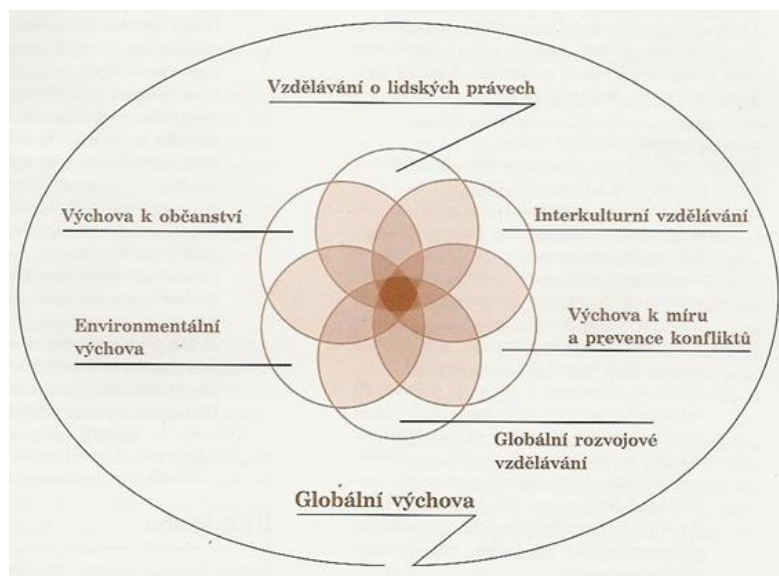 Vzdělávání o lidských právech
Výchova k občanství
Interkulturní vzdělávání
Environmentální
výchova
Výchova k míru
a prevence konfliktů
Globální rozvojové
vzdělávání
Globální výchova